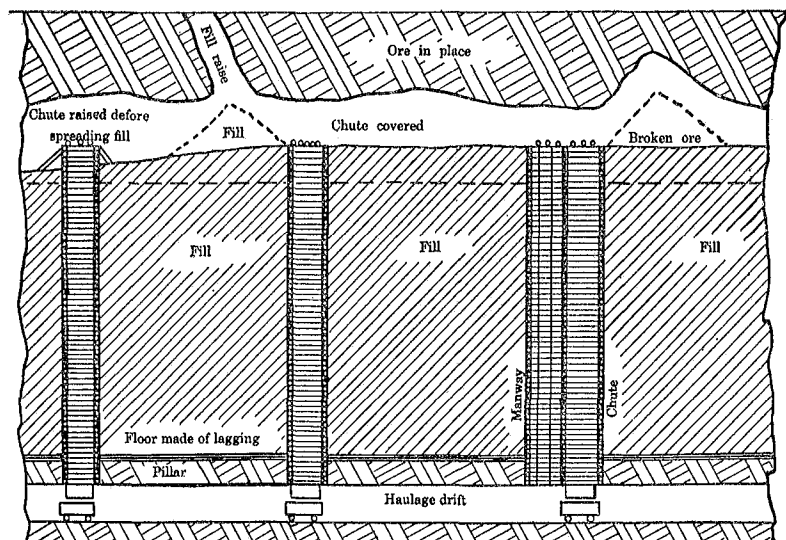 Fill raise
Ore in place
Chute raised defore
spreading fill
Fill
Chute covered
Broken ore
Fill
Fill
Fill
Manway
Chute
Floor made of lagging
Pillar
Haulage drift